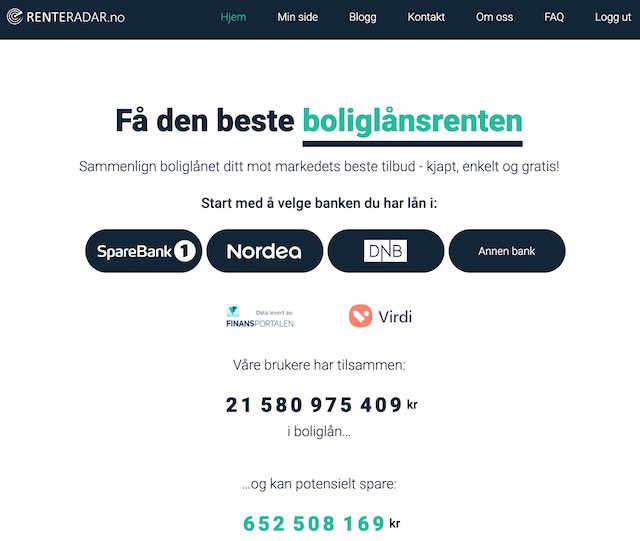 RENTERADAR.no
Hjem Min side Blogg Kontakt Om oss FAQ Logg ut
Få den beste boliglånsrenten
Sammenlign boliglånet ditt mot markedets beste tilbud - kjapt, enkelt og gratis!
Start med å velge banken du har lån i:
SpareBank 1 Nordea DNB Annen bank
Data levert av
FINANSPORTALEN Virdi
Våre brukere har tilsammen:
21 580 975 409 kr
i boliglån...
...og kan potensielt spare:
652 508 169 kr